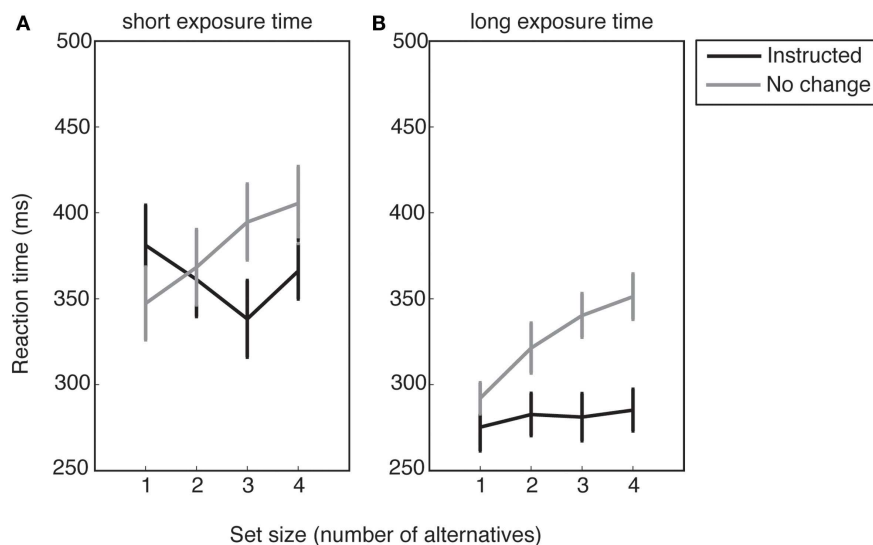 A short exposure time
B long exposure time
Instructed
No change
500
450
400
350
300
250
Reaction time (ms)
1 2 3 4
500
450
400
350
300
250
1 2 3 4
Set size (number of alternatives)